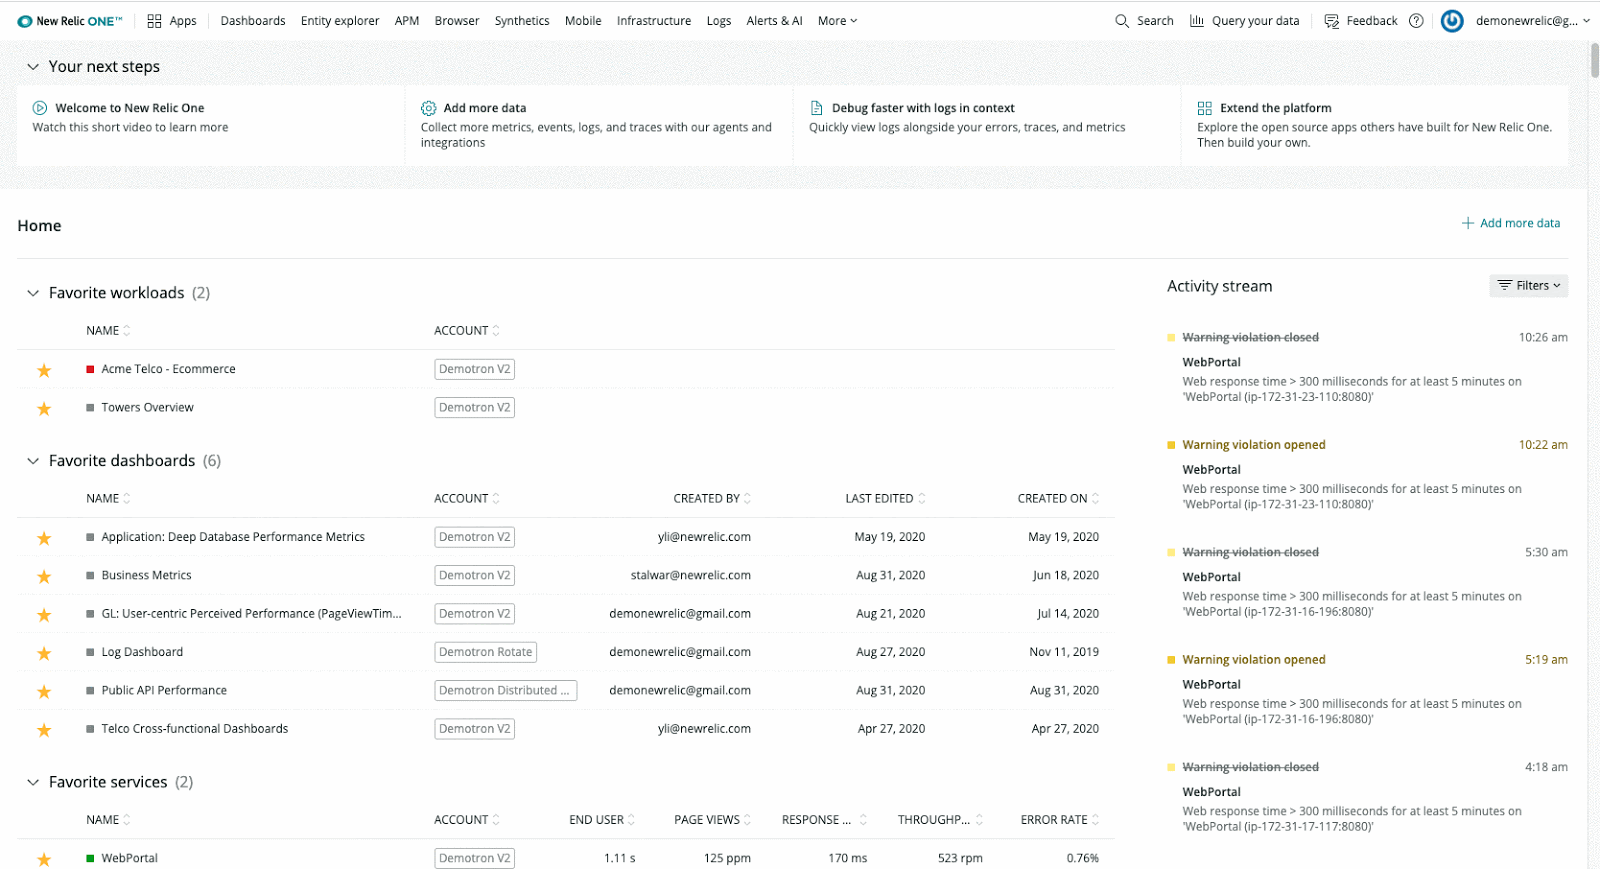 New Relic ONE™ Apps Dashboards Entity explorer APM Browser Synthetics Mobile Infrastructure Logs Alerts & AI More Search Query your data Feedback ? demonewrelic@g...
Your next steps
Welcome to New Relic One
Watch this short video to learn more
Add more data
Collect more metrics, events, logs, and traces with our agents and
integrations
Debug faster with logs in context
Quickly view logs alongside your errors, traces, and metrics
Extend the platform
Explore the open source apps others have built for New Relic One.
Then build your own.
Home
Add more data
Favorite workloads (2)
NAME ACCOUNT
Acme Telco - Ecommerce Demotron V2
Towers Overview Demotron V2
Favorite dashboards (6)
NAME ACCOUNT CREATED BY LAST EDITED CREATED ON
Application: Deep Database Performance Metrics Demotron V2 yli@newrelic.com May 19, 2020 May 19, 2020
Business Metrics Demotron V2 stalwar@newrelic.com Aug 31, 2020 Jun 18, 2020
GL: User-centric Perceived Performance (PageViewTim... Demotron V2 demonewrelic@gmail.com Aug 21, 2020 Jul 14, 2020
Log Dashboard Demotron Rotate demonewrelic@gmail.com Aug 27, 2020 Nov 11, 2019
Public API Performance Demotron Distributed ... demonewrelic@gmail.com Aug 31, 2020 Aug 31, 2020
Telco Cross-functional Dashboards Demotron V2 yli@newrelic.com Apr 27, 2020 Apr 27, 2020
Favorite services (2)
NAME ACCOUNT END USER PAGE VIEWS RESPONSE ... THROUGHP... ERROR RATE
WebPortal Demotron V2 1.11 s 125 ppm 170 ms 523 rpm 0.76%
Activity stream Filters
Warning violation closed 10:26 am
WebPortal
Web response time > 300 milliseconds for at least 5 minutes on
'WebPortal (ip-172-31-23-110:8080)'
Warning violation opened 10:22 am
WebPortal
Web response time > 300 milliseconds for at least 5 minutes on
'WebPortal (ip-172-31-23-110:8080)'
Warning violation closed 5:30 am
WebPortal
Web response time > 300 milliseconds for at least 5 minutes on
'WebPortal (ip-172-31-16-196:8080)'
Warning violation opened 5:19 am
WebPortal
Web response time > 300 milliseconds for at least 5 minutes on
'WebPortal (ip-172-31-16-196:8080)'
Warning violation closed 4:18 am
WebPortal
Web response time > 300 milliseconds for at least 5 minutes on
'WebPortal (ip-172-31-17-117:8080)'